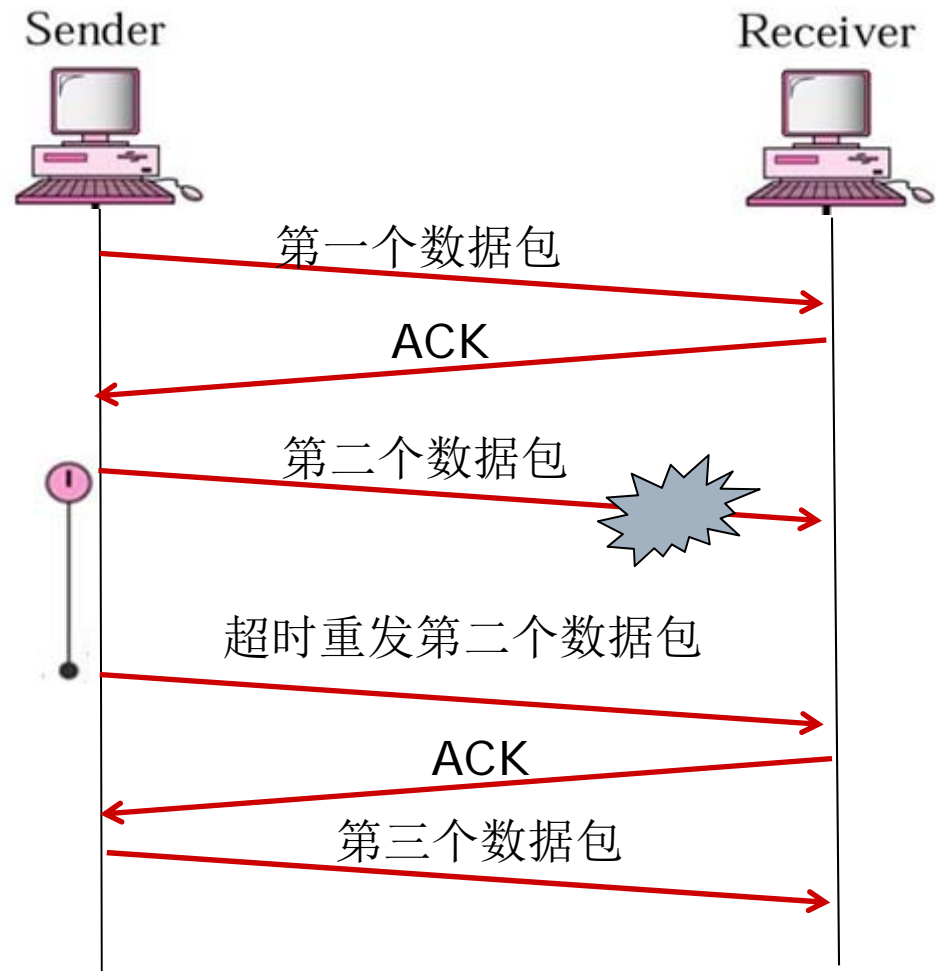 Sender
Receiver
第一个数据包
ACK
第二个数据包
超时重发第二个数据包
ACK
第三个数据包